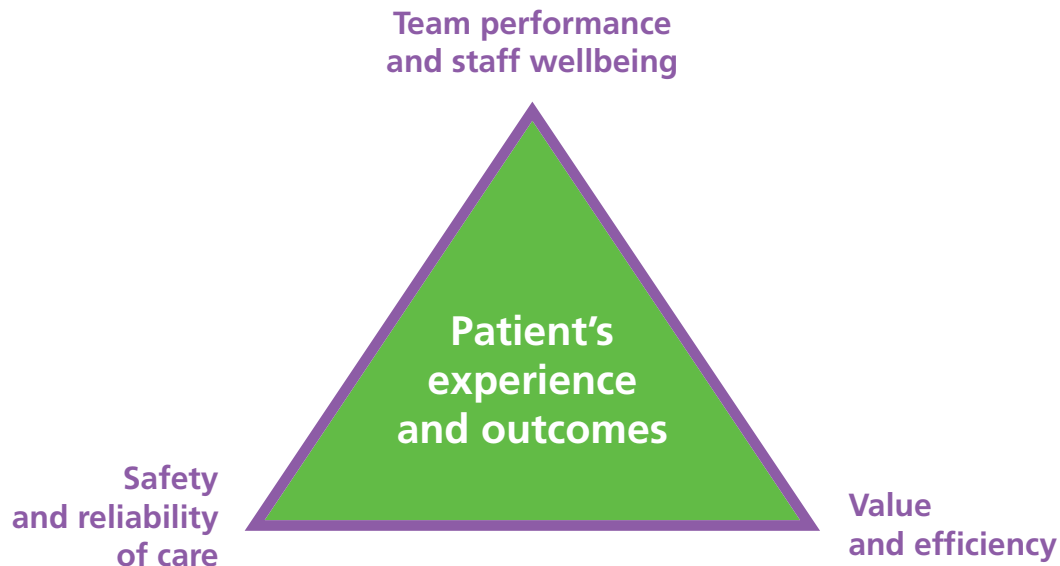 Team performance
and staff wellbeing
Patient’s
experience
and outcomes
Safety
and reliability
of care
Value
and efficiency